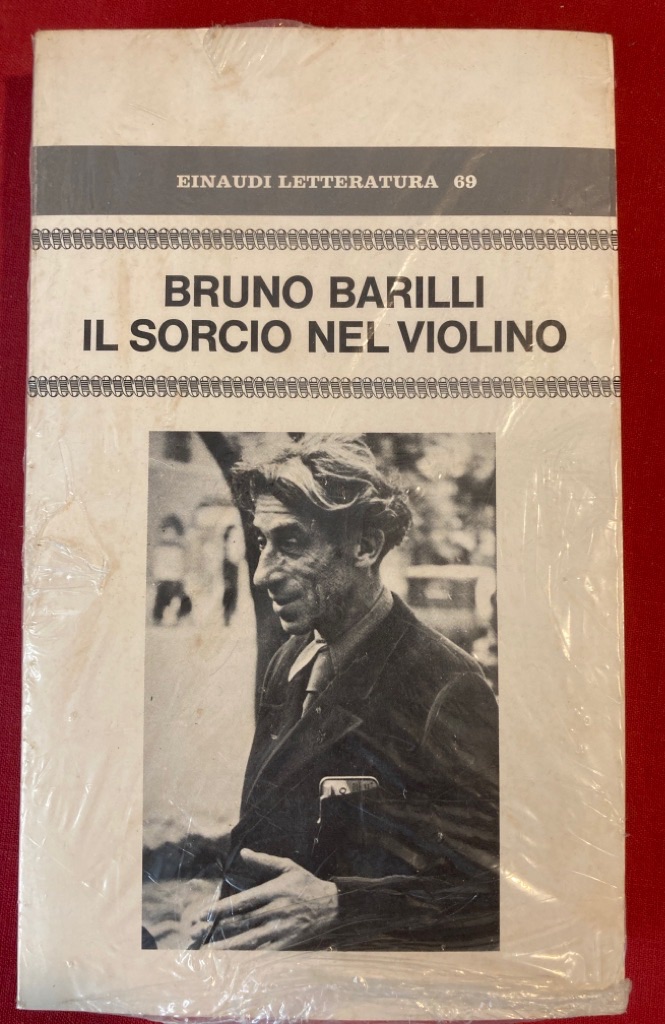 EINAUDI LETTERATURA 69
BRUNO BARILLI
IL SORCIO NEL VIOLINO